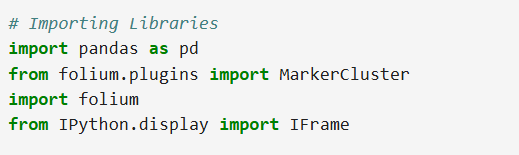 # Importing Libraries
import pandas as pd
from folium.plugins import MarkerCluster
import folium
from IPython.display import IFrame